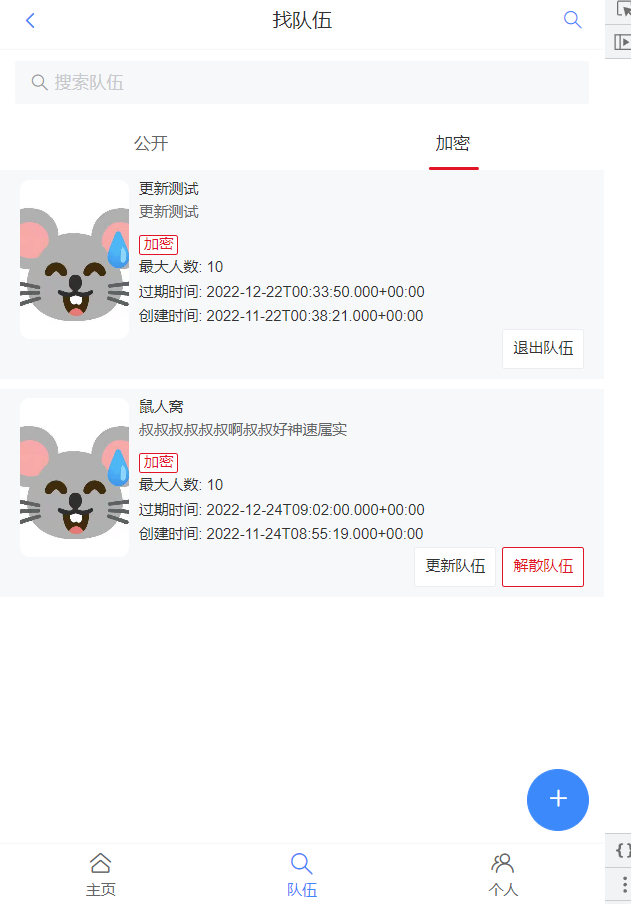 找队伍
搜索队伍
公开 加密
更新测试
更新测试
加密
最大人数: 10
过期时间: 2022-12-22T00:33:50.000+00:00
创建时间: 2022-11-22T00:38:21.000+00:00
退出队伍
鼠人窝
叔叔叔叔叔叔啊叔叔好神速属实
加密
最大人数: 10
过期时间: 2022-12-24T09:02:00.000+00:00
创建时间: 2022-11-24T08:55:19.000+00:00
更新队伍 解散队伍
主页 队伍 个人